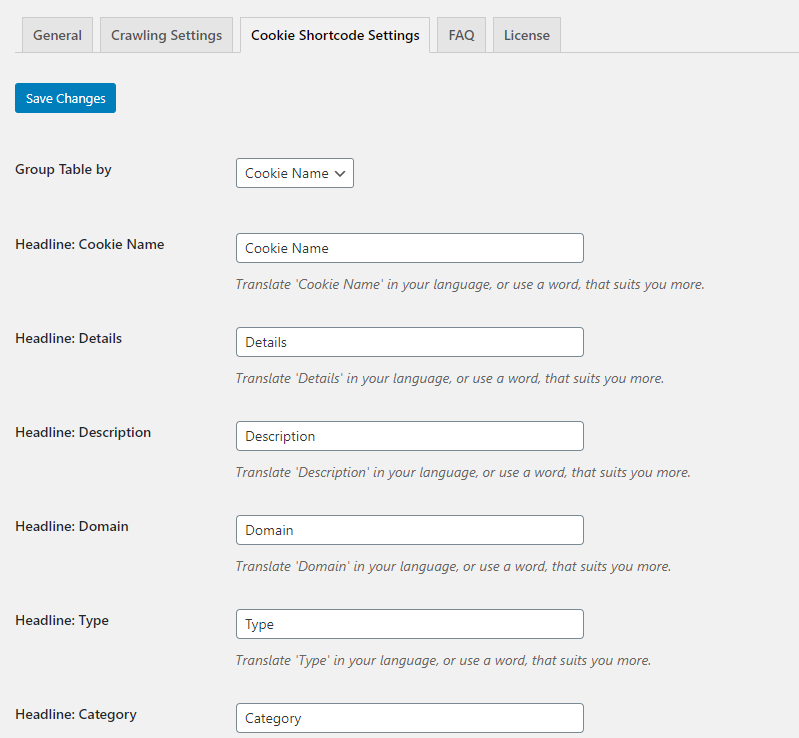 General Crawling Settings Cookie Shortcode Settings FAQ License
Save Changes
Group Table by Cookie Name
Headline: Cookie Name Cookie Name
Translate 'Cookie Name' in your language, or use a word, that suits you more.
Headline: Details Details
Translate 'Details' in your language, or use a word, that suits you more.
Headline: Description Description
Translate 'Description' in your language, or use a word, that suits you more.
Headline: Domain Domain
Translate 'Domain' in your language, or use a word, that suits you more.
Headline: Type Type
Translate 'Type' in your language, or use a word, that suits you more.
Headline: Category Category